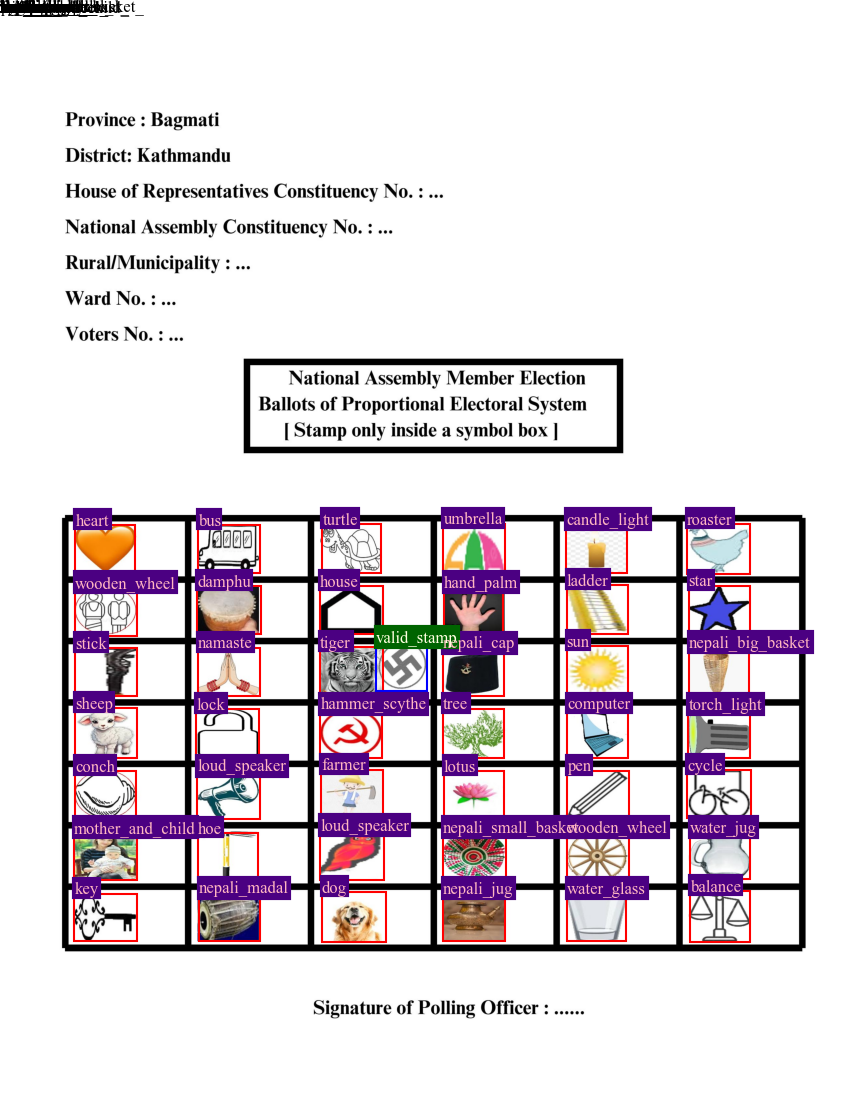 Province : Bagmati
District: Kathmandu
House of Representatives Constituency No. : ...
National Assembly Constituency No. : ...
Rural/Municipality : ...
Ward No. : ...
Voters No. : ...
National Assembly Member Election
Ballots of Proportional Electoral System
[ Stamp only inside a symbol box ]
heart bus turtle umbrella candle_light roaster
wooden_wheel damphu house hand_palm ladder star
valid_stamp
stick namaste tiger nepali_cap sun nepali_big_basket
sheep lock hammer_scythe tree computer torch_light
conch loud_speaker farmer lotus pen cycle
mother_and_child hoe loud_speaker nepali_small_basket wooden_wheel water_jug
key nepali_madal dog nepali_jug water_glass balance
Signature of Polling Officer : ......